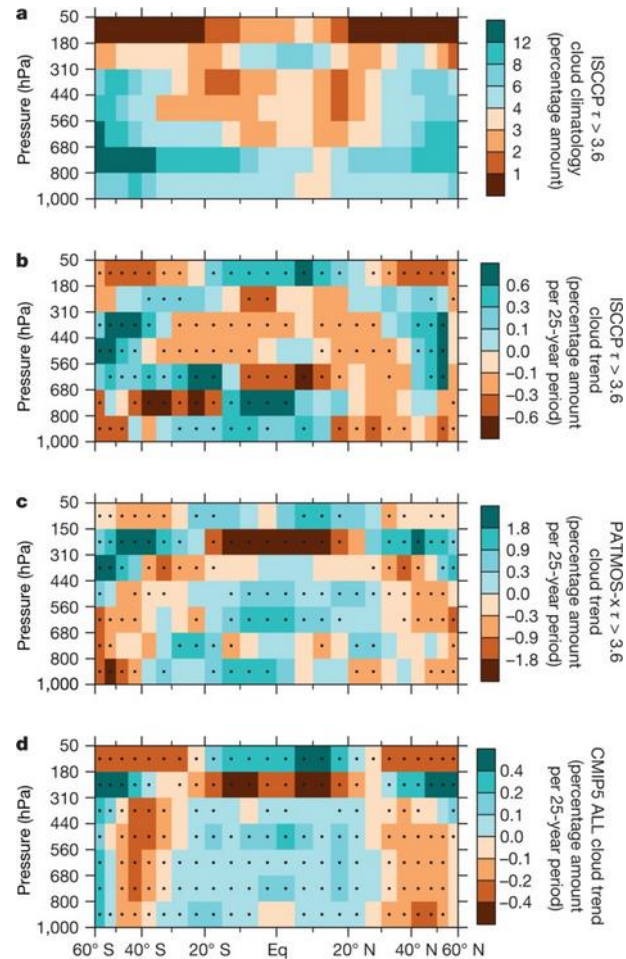 a
50
180
310
440
560
680
800
1,000
Pressure (hPa)
12
8
6
4
3
2
1
ISCCP τ > 3.6
cloud climatology
(percentage amount)
b
50
180
310
440
560
680
800
1,000
Pressure (hPa)
0.6
0.3
0.1
0.0
−0.1
−0.3
−0.6
ISCCP τ > 3.6
cloud trend
(percentage amount
per 25-year period)
c
50
150
310
440
560
680
800
1,000
Pressure (hPa)
1.8
0.9
0.3
0.0
−0.3
−0.9
−1.8
PATMOS-x τ > 3.6
cloud trend
(percentage amount
per 25-year period)
d
50
180
310
440
560
680
800
1,000
Pressure (hPa)
0.4
0.2
0.1
0.0
−0.1
−0.2
−0.4
CMIP5 ALL cloud trend
(percentage amount
per 25-year period)
60° S 40° S 20° S Eq 20° N 40° N 60° N